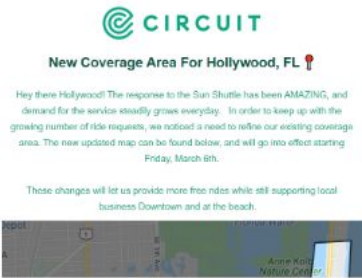 CIRCUIT
New Coverage Area For Hollywood, FL
Hey there Hollywood! The response to the Sun Shuttle has been AMAZING, and
demand for the service steadily grows everyday. In order to keep up with the
growing number of ride requests, we noticed a need to refine our existing coverage
area. The new updated map can be found below, and will go into effect starting
Friday, March 6th.
These changes will let us provide more free rides while still supporting local
business Downtown and at the beach.
Depot
1
Anne Kolb
Nature Center